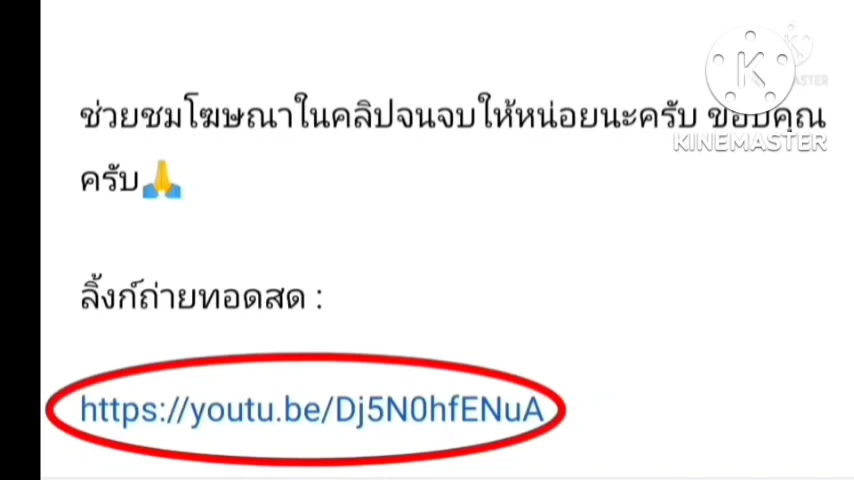 ช่วยชมโฆษณาในคลิปจนจบให้หน่อยนะครับ ขอบคุณ
ครับ🙏
KINEMASTER
ลิ้งก์ถ่ายทอดสด :
https://youtu.be/Dj5N0hfENuA